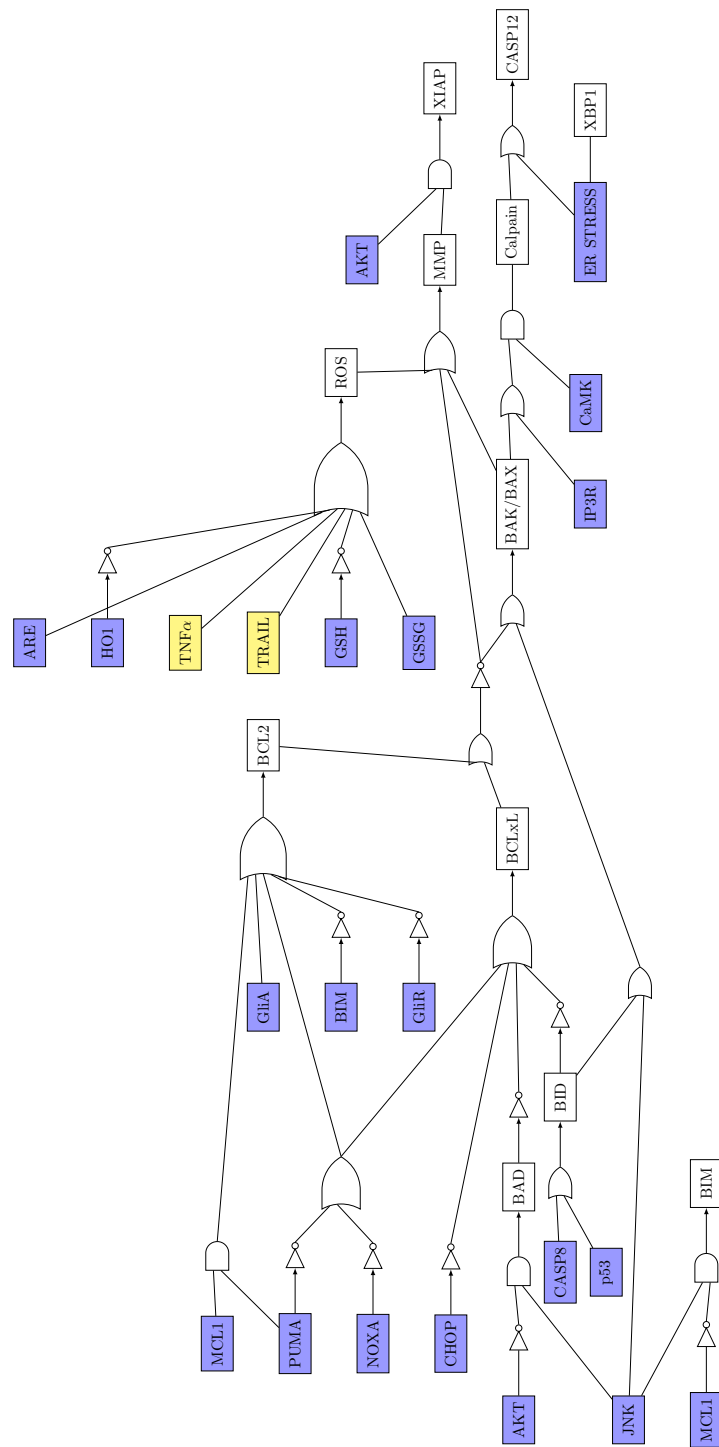 ARE
HO1
TNFα
MCL1
GliA
BCL2
TRAIL
PUMA
BIM
GSH
ROS
NOXA
AKT
GliR
GSSG
CHOP
MMP
XIAP
AKT
BAD
BCLxL
BAK/BAX
Calpain
CASP12
CASP8
BID
IP3R
CaMK
ER STRESS
XBP1
p53
JNK
MCL1
BIM